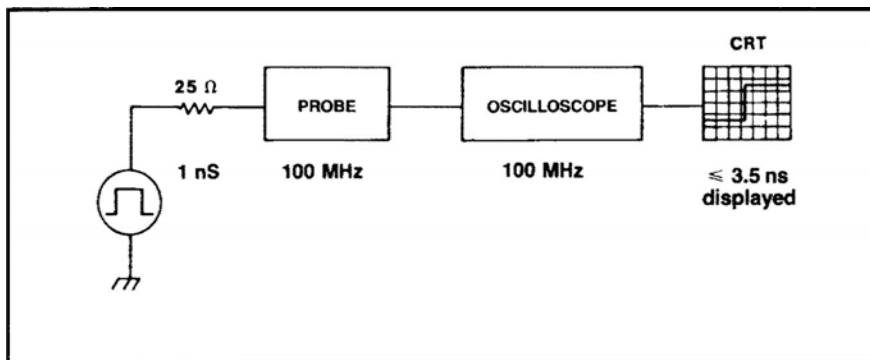 CRT
25 Ω
PROBE
OSCILLOSCOPE
1 nS
100 MHz
100 MHz
≤ 3.5 ns
displayed